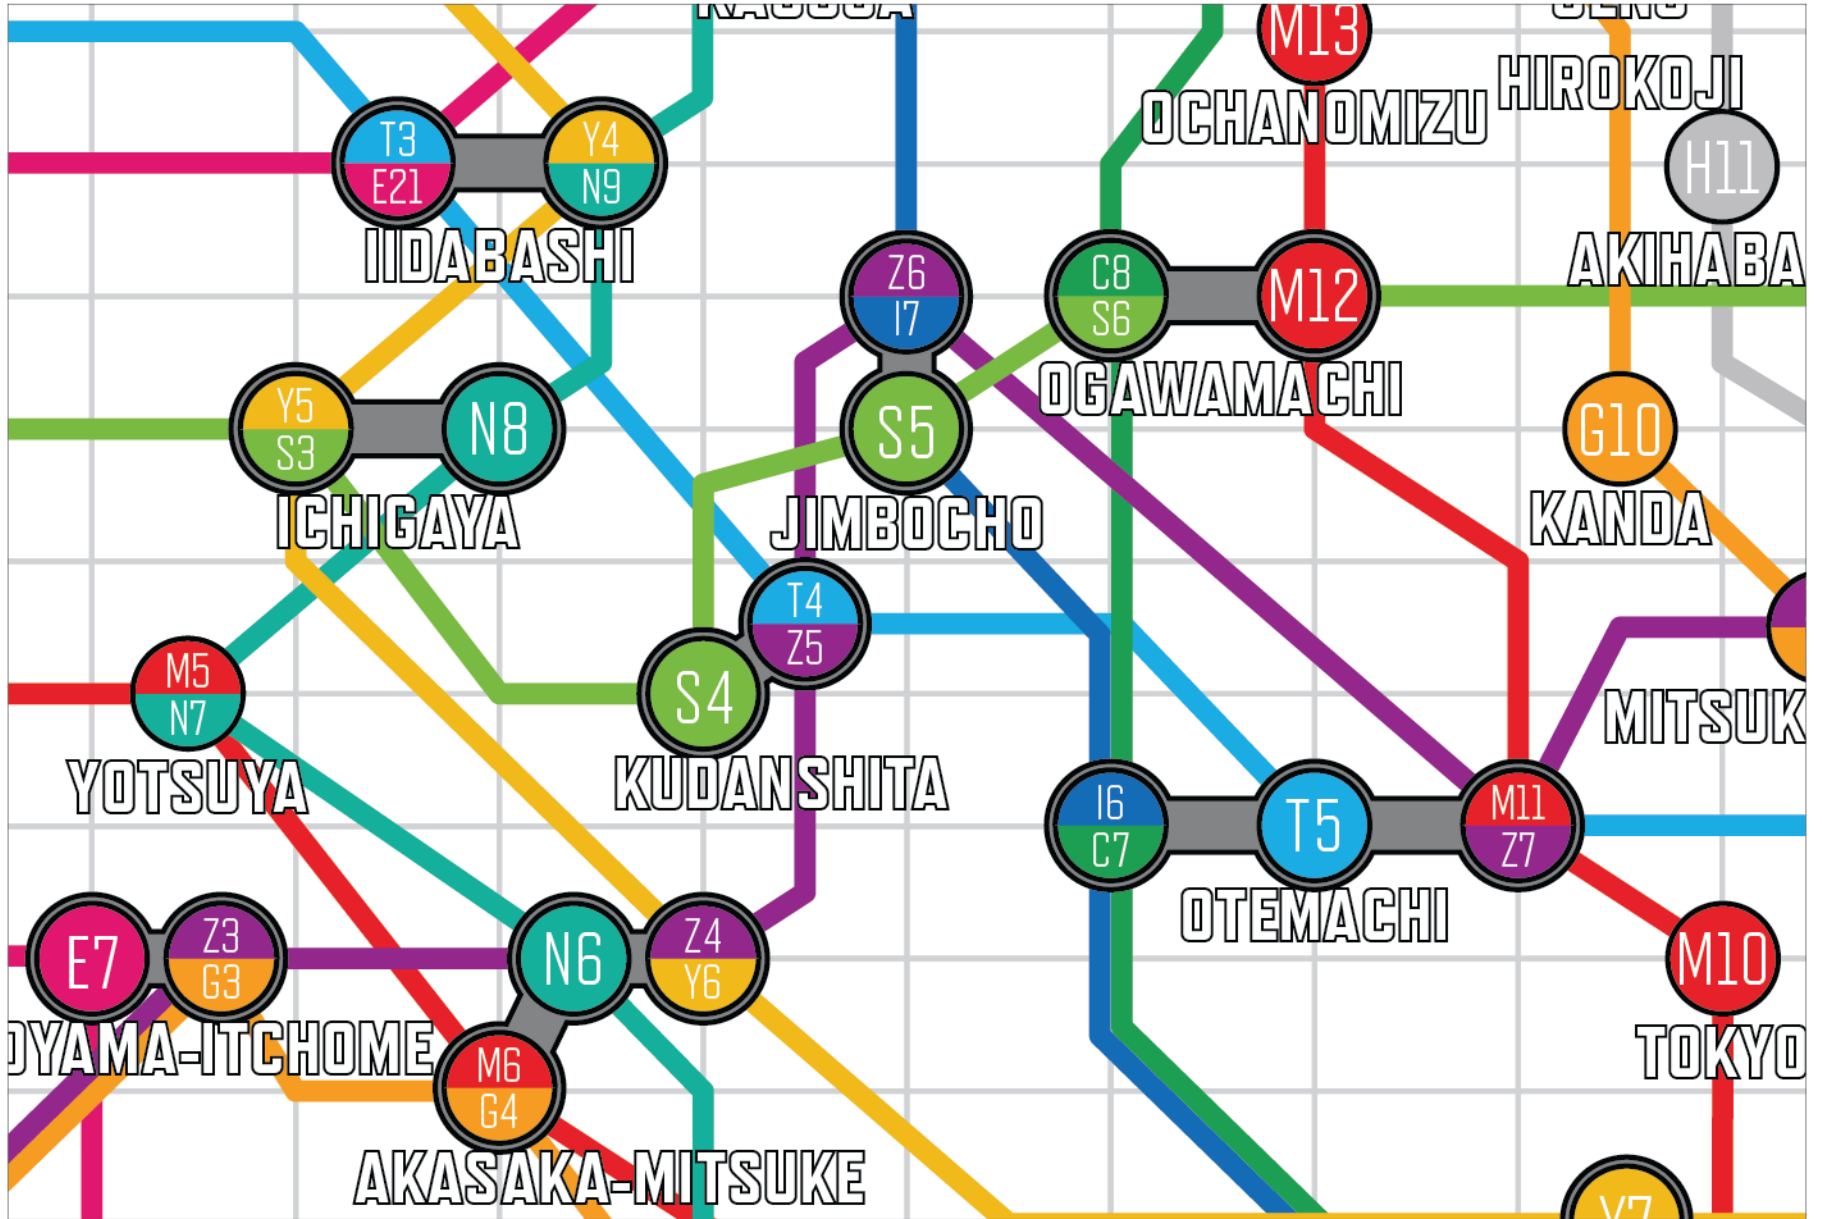 M13
OCHANOMIZU
HIROKOJI
T3
E21
Y4
N9
H11
IIDABASHI
AKIHABA
Z6
I7
C8
S6
M12
OGAWAMACHI
Y5
S3
N8
S5
G10
ICHIGAYA
JIMBOCHO
KANDA
T4
Z5
M5
N7
S4
YOTSUYA
KUDANSHITA
MITSUK
I6
C7
T5
M11
Z7
OTEMACHI
E7
Z3
G3
N6
Z4
Y6
M10
OYAMA-ITCHOME
TOKYO
M6
G4
AKASAKA-MITSUKE
Y7